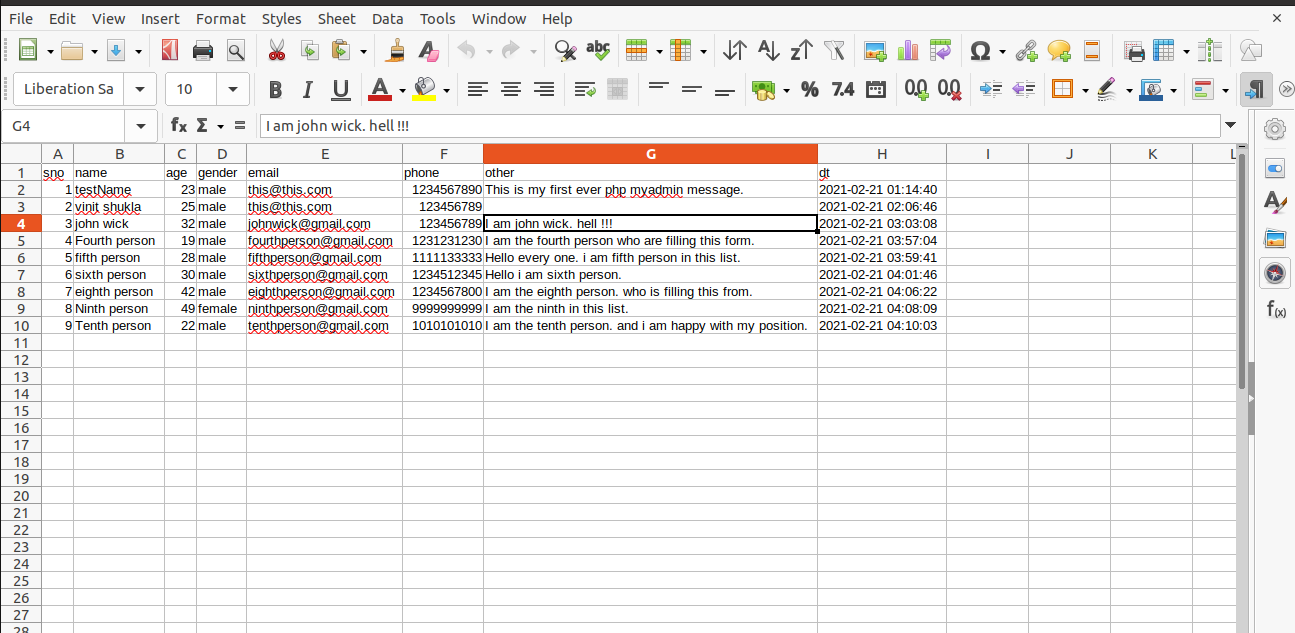 File Edit View Insert Format Styles Sheet Data Tools Window Help
abc Ω
Liberation Sa 10 B I U A % 7.4 0.0 0.0
G4 fx Σ = I am john wick. hell !!!
A B C D E F G H I J K L
1 sno name age gender email phone other dt
2 1 testName 23 male this@this.com 1234567890 This is my first ever php myadmin message. 2021-02-21 01:14:40
3 2 vinit shukla 25 male this@this.com 123456789 2021-02-21 02:06:46
4 3 john wick 32 male johnwick@gmail.com 123456789 I am john wick. hell !!! 2021-02-21 03:03:08
5 4 Fourth person 19 male fourthperson@gmail.com 1231231230 I am the fourth person who are filling this form. 2021-02-21 03:57:04
6 5 fifth person 28 male fifthperson@gmail.com 1111133333 Hello every one. i am fifth person in this list. 2021-02-21 03:59:41
7 6 sixth person 30 male sixthperson@gmail.com 1234512345 Hello i am sixth person. 2021-02-21 04:01:46
8 7 eighth person 42 male eighthperson@gmail.com 1234567800 I am the eighth person. who is filling this from. 2021-02-21 04:06:22
9 8 Ninth person 49 female ninthperson@gmail.com 9999999999 I am the ninth in this list. 2021-02-21 04:08:09
10 9 Tenth person 22 male tenthperson@gmail.com 1010101010 I am the tenth person. and i am happy with my position. 2021-02-21 04:10:03
11
12
13
14
15
16
17
18
19
20
21
22
23
24
25
26
27
28